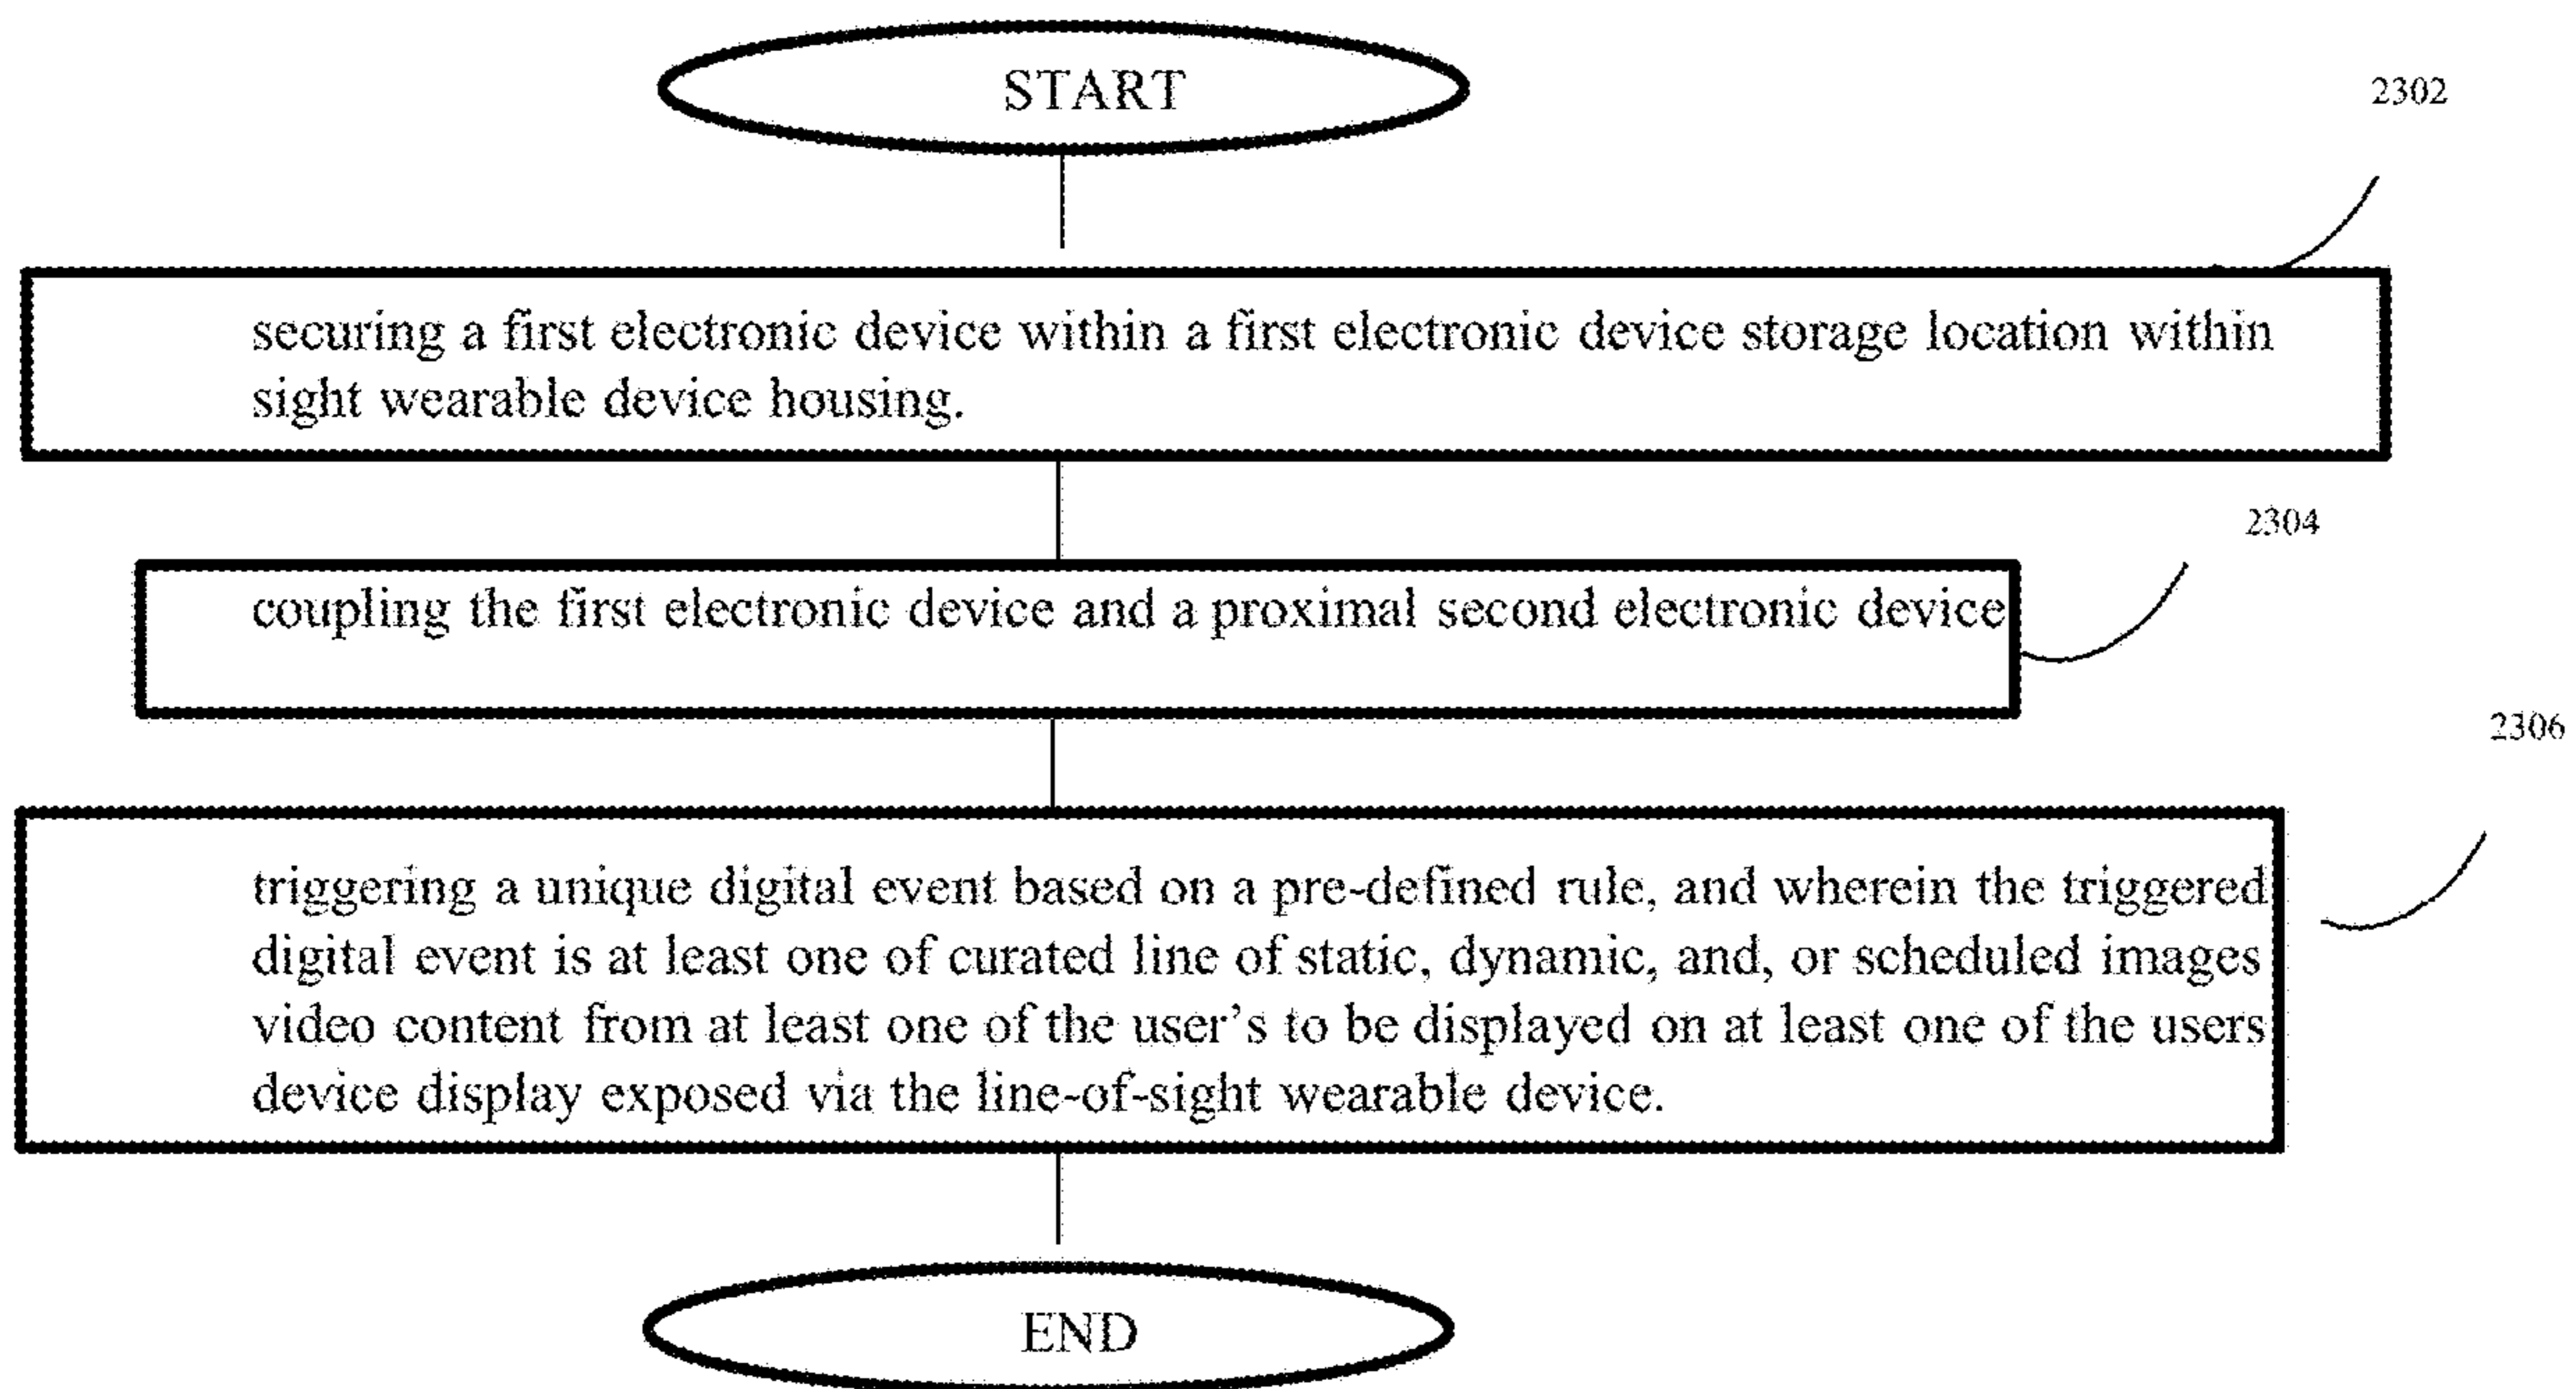 START
2302
securing a first electronic device within a first electronic device storage location within
sight wearable device housing.
2304
coupling the first electronic device and a proximal second electronic device
2306
triggering a unique digital event based on a pre-defined rule, and wherein the triggered
digital event is at least one of curated line of static, dynamic, and, or scheduled images
video content from at least one of the user’s to be displayed on at least one of the users
device display exposed via the line-of-sight wearable device.
END